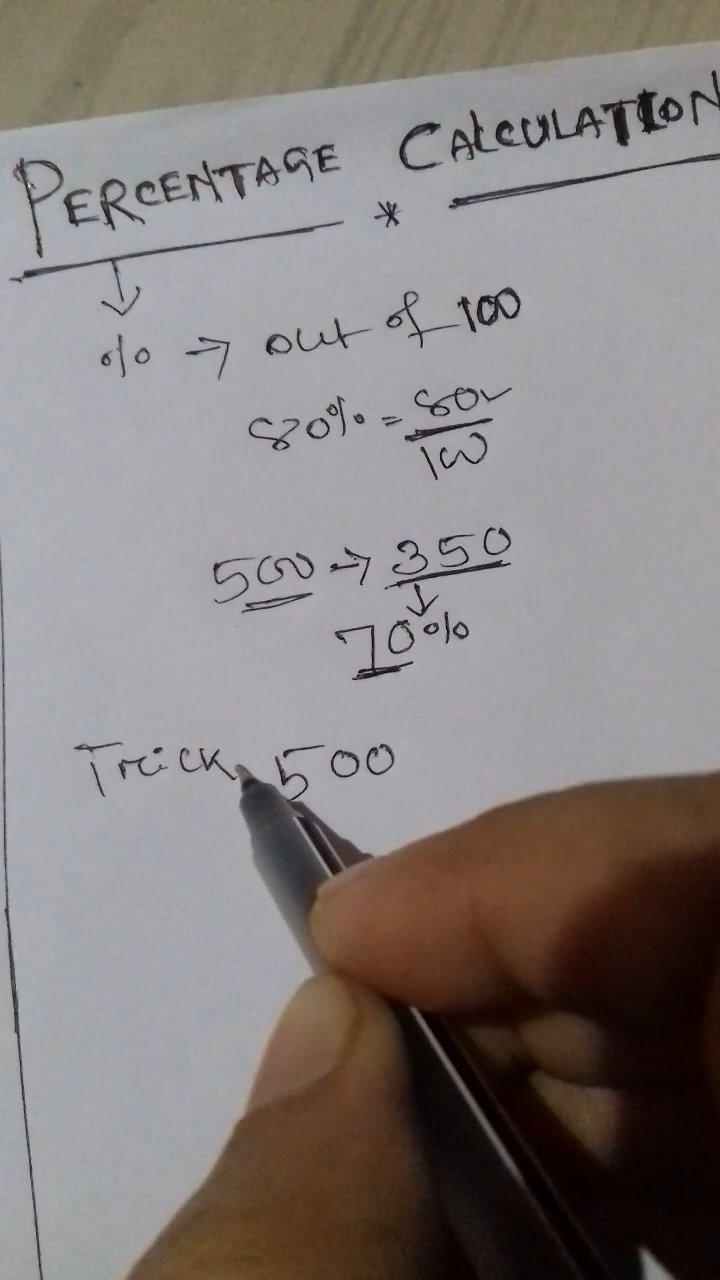 PERCENTAGE * CALCULATION
↓
% → out of 100
80% = 80/100
500 → 350
↓
70%
Trick 500